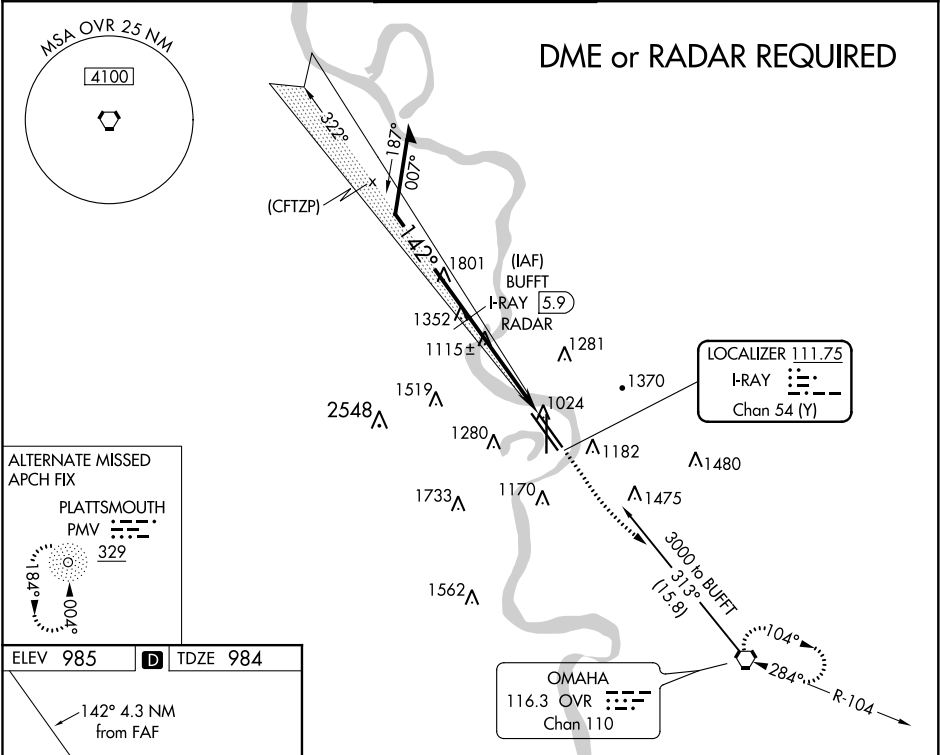 MSA OVR 25 NM
4100
DME or RADAR REQUIRED
322°
187°
007°
(CFTZP)
x
142°
1801
(IAF)
BUFFT
I-RAY 5.9
RADAR
1352
1115±
1281
1370
1519
2548
1024
1280
1182
1480
1733
1170
1475
1562
LOCALIZER 111.75
I-RAY
Chan 54 (Y)
ALTERNATE MISSED
APCH FIX
PLATTSMOUTH
PMV
329
184°
004°
3000 to BUFFT
313°
(15.8)
104°
284°
R-104
OMAHA
116.3 OVR
Chan 110
ELEV 985 D TDZE 984
142° 4.3 NM
from FAF